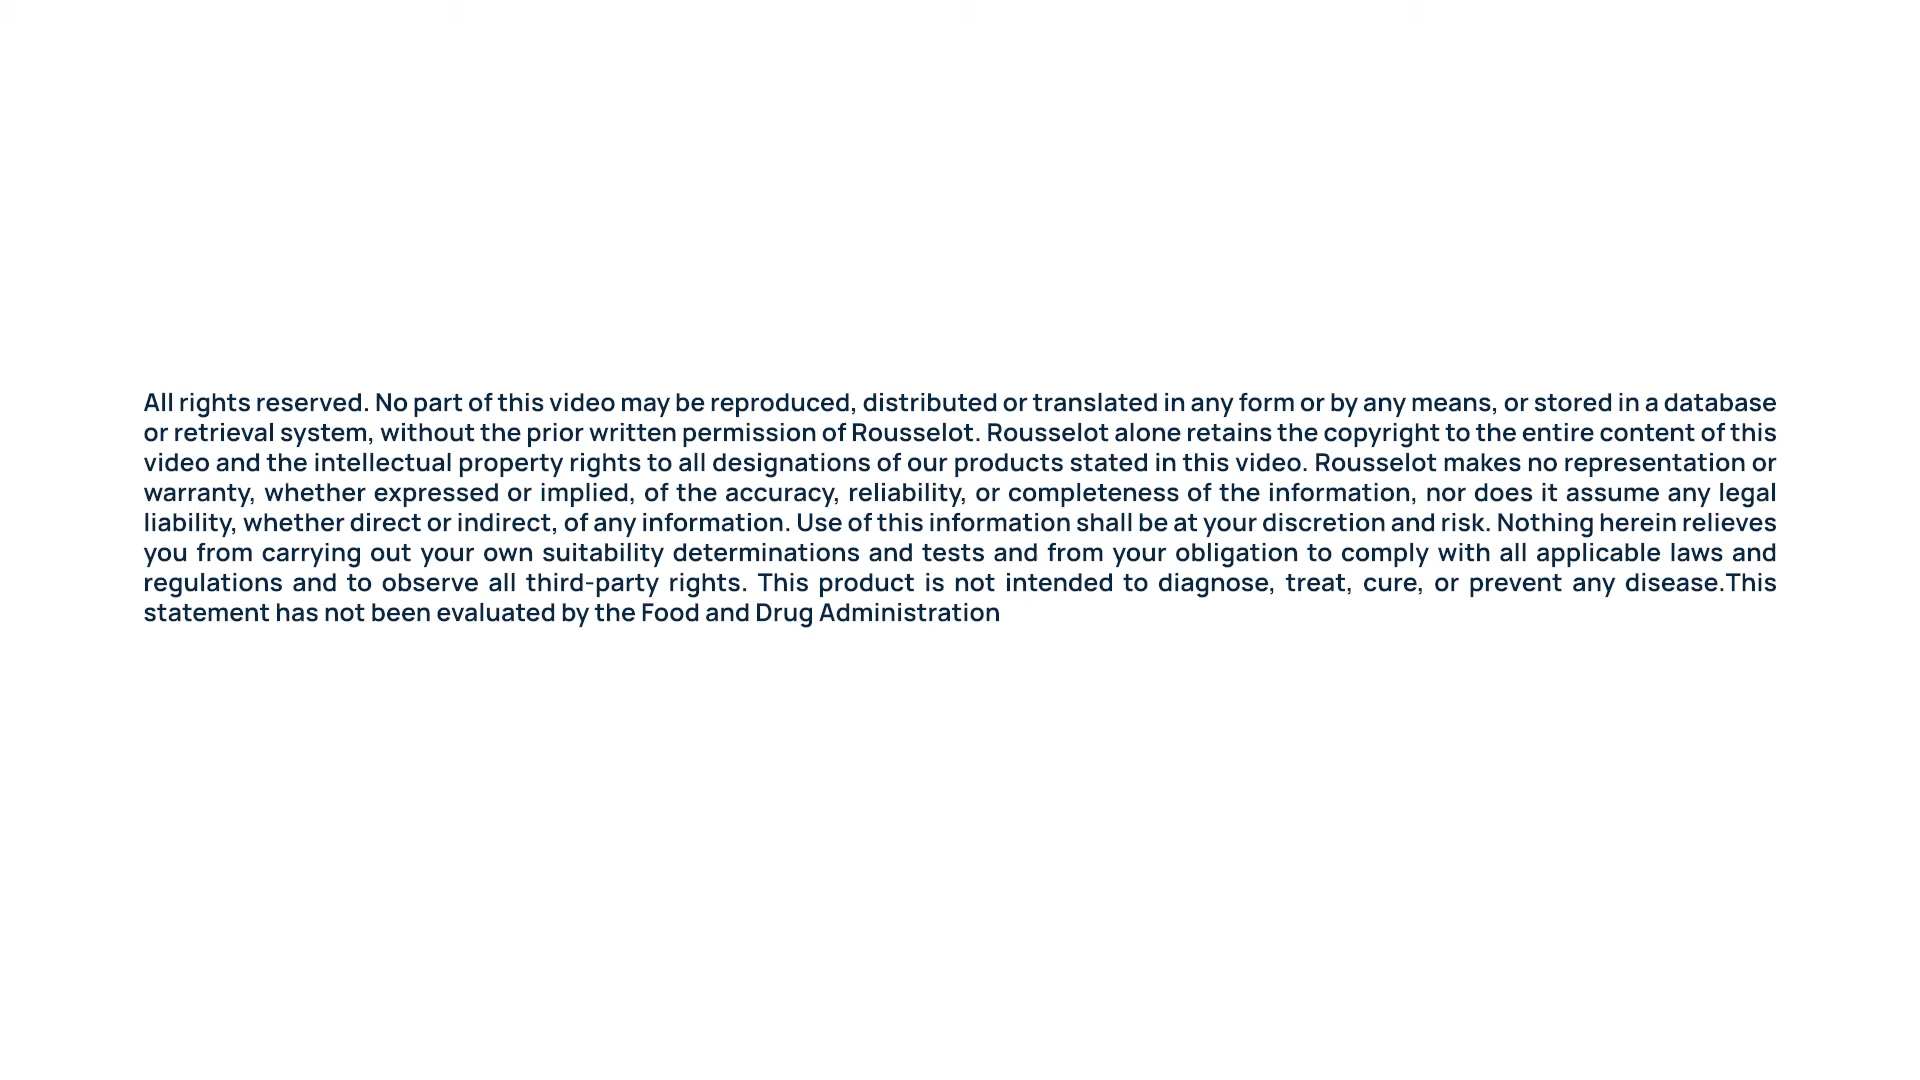 All rights reserved. No part of this video may be reproduced, distributed or translated in any form or by any means, or stored in a database
or retrieval system, without the prior written permission of Rousselot. Rousselot alone retains the copyright to the entire content of this
video and the intellectual property rights to all designations of our products stated in this video. Rousselot makes no representation or
warranty, whether expressed or implied, of the accuracy, reliability, or completeness of the information, nor does it assume any legal
liability, whether direct or indirect, of any information. Use of this information shall be at your discretion and risk. Nothing herein relieves
you from carrying out your own suitability determinations and tests and from your obligation to comply with all applicable laws and
regulations and to observe all third-party rights. This product is not intended to diagnose, treat, cure, or prevent any disease.This
statement has not been evaluated by the Food and Drug Administration